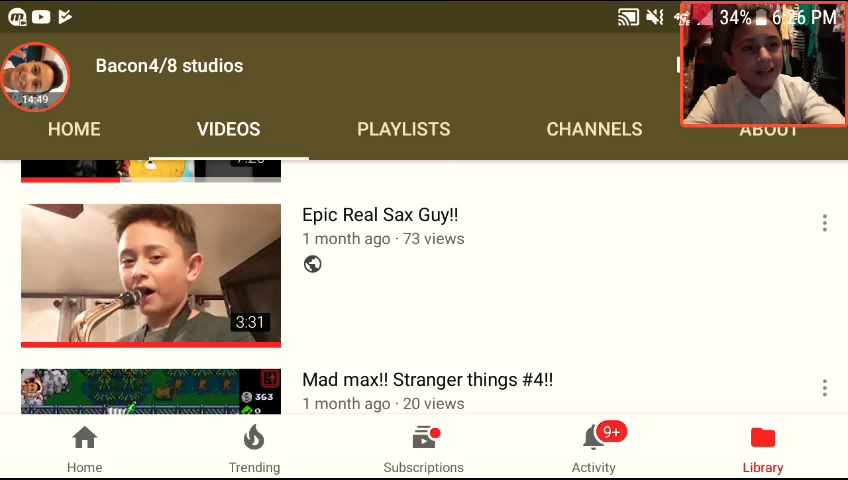 34% 6:26 PM
Bacon4/8 studios
14:49
HOME VIDEOS PLAYLISTS CHANNELS ABOUT
Epic Real Sax Guy!!
1 month ago · 73 views
3:31
Mad max!! Stranger things #4!!
363
1 month ago · 20 views
9+
Home Trending Subscriptions Activity Library